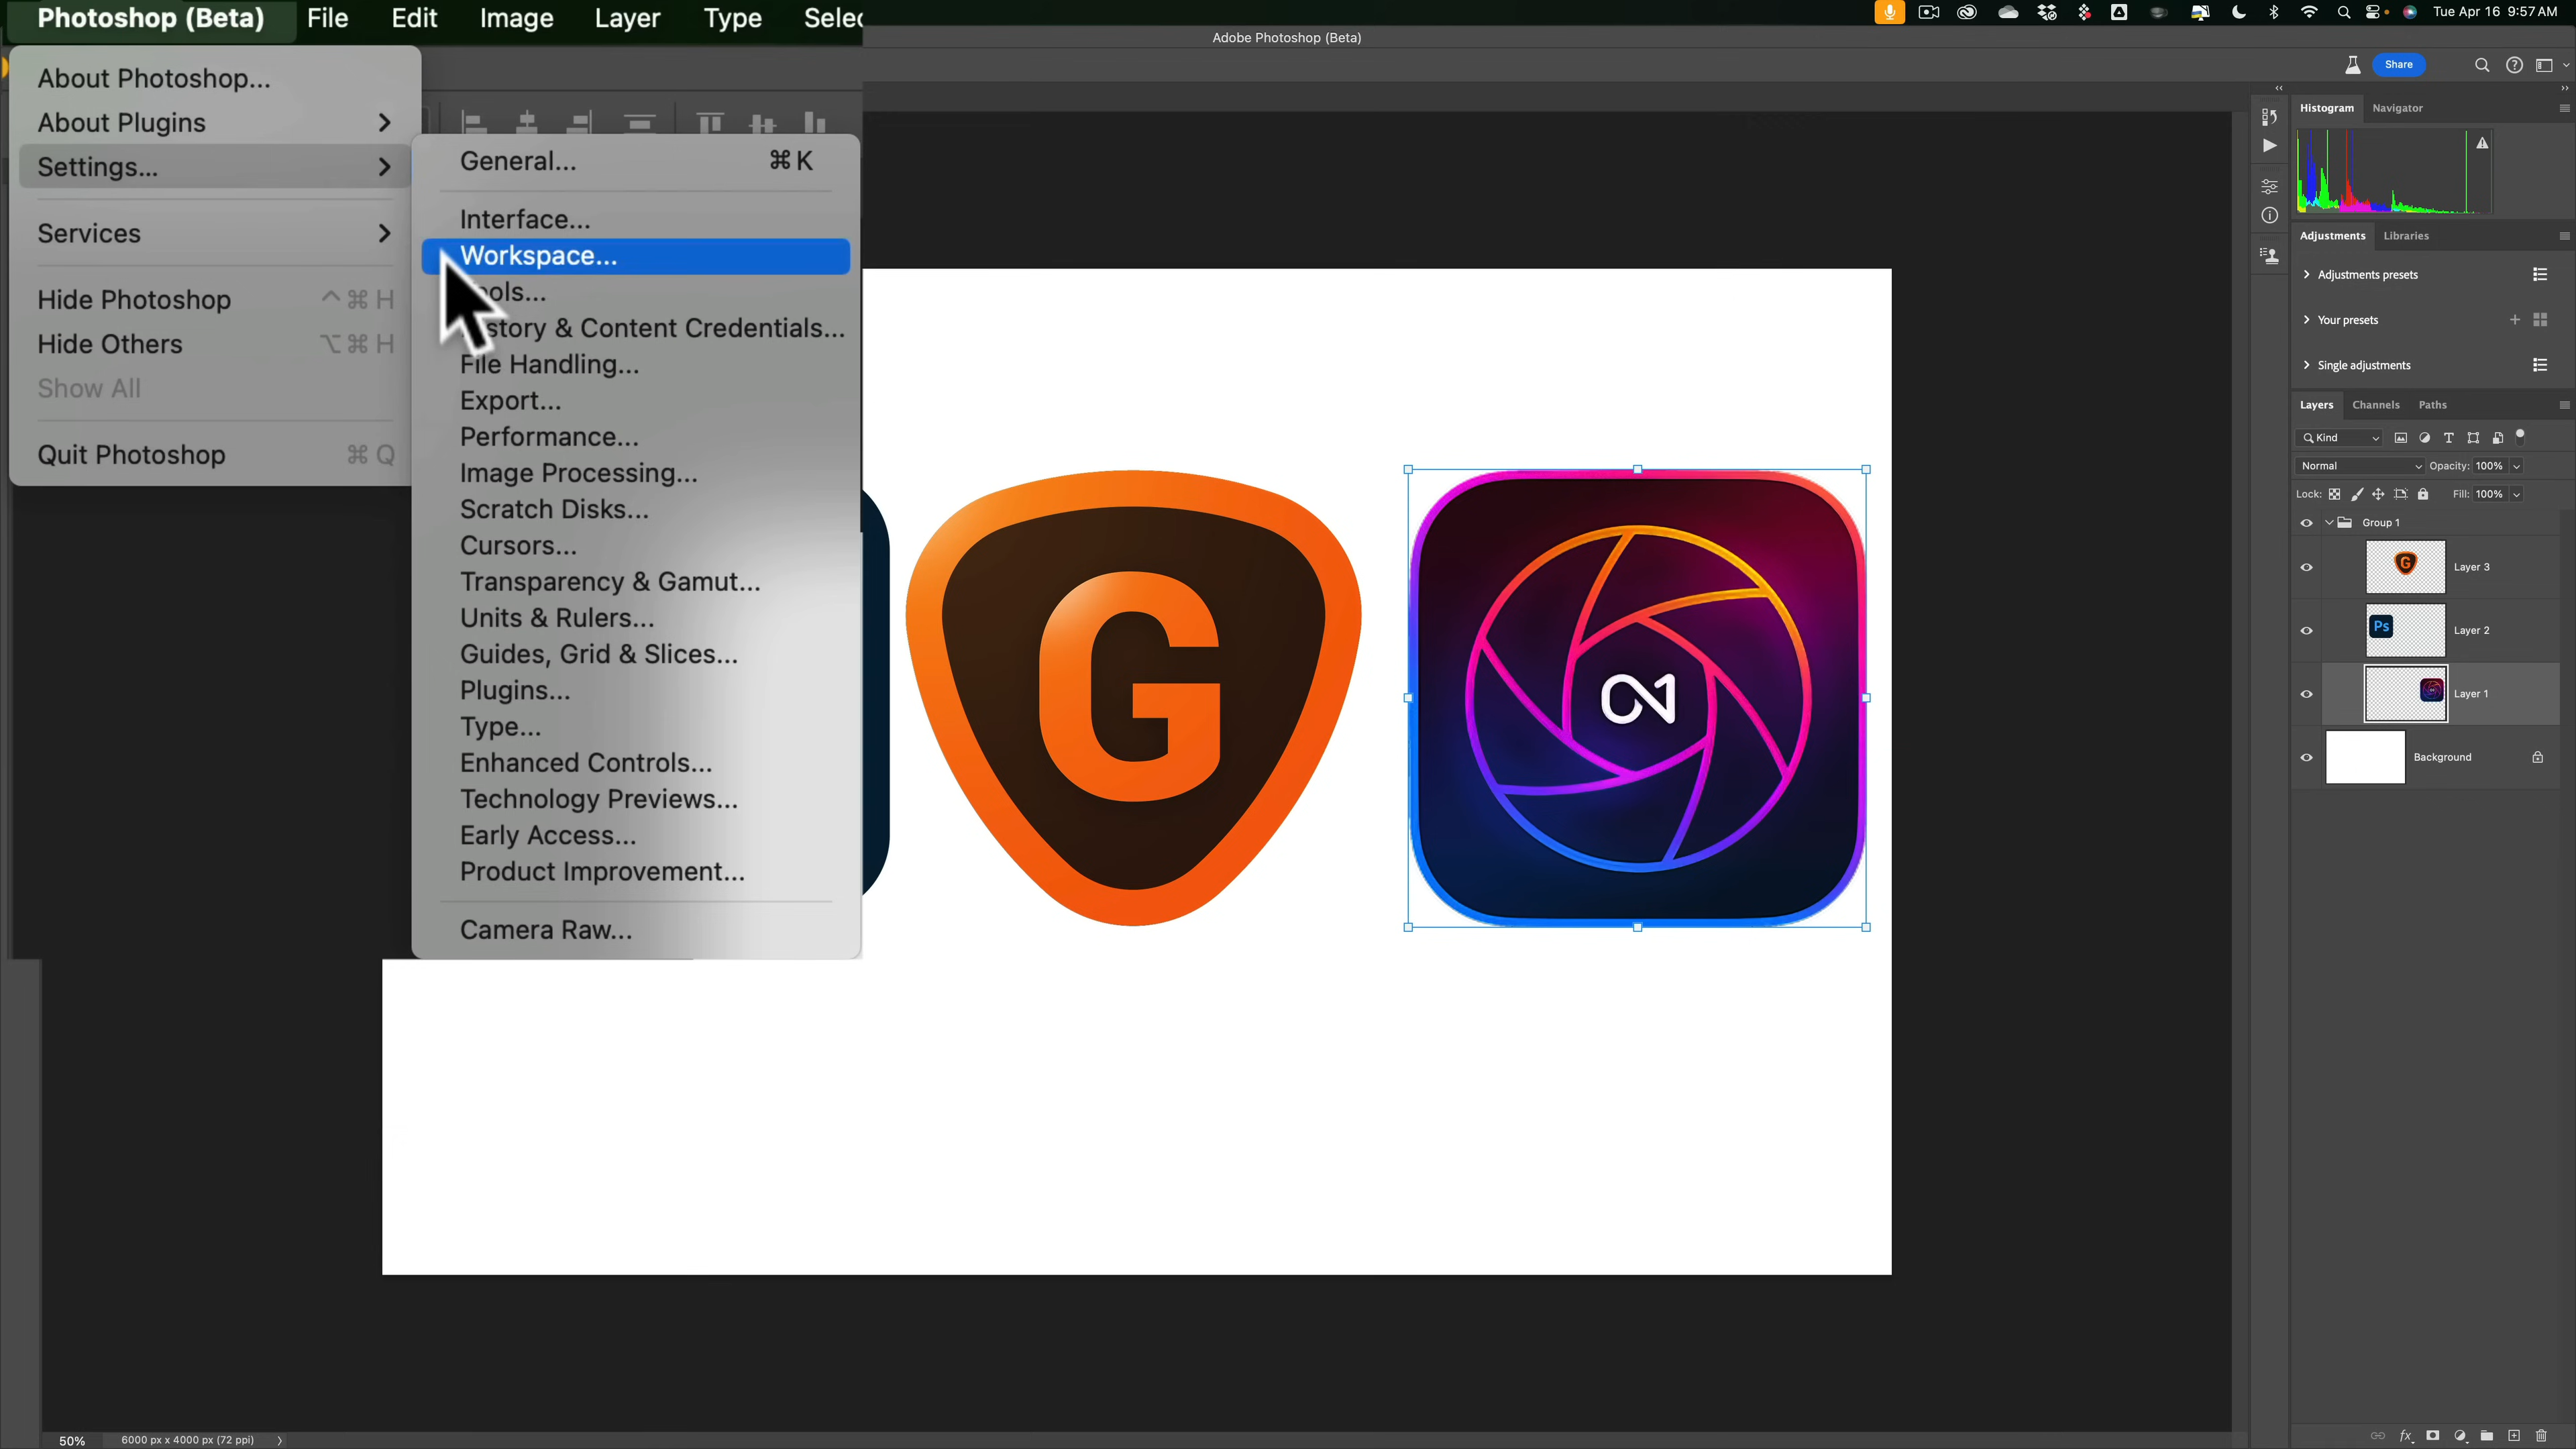 Photoshop (Beta) File Edit Image Layer Type
Tue Apr 16 9:57 AM
Adobe Photoshop (Beta)
Share
About Photoshop...
About Plugins
Settings...
Services
Hide Photoshop ^⌘H
Hide Others ⌥⌘H
Show All
Quit Photoshop ⌘Q
General... ⌘K
Interface...
Workspace...
History & Content Credentials...
File Handling...
Export...
Performance...
Image Processing...
Scratch Disks...
Cursors...
Transparency & Gamut...
Units & Rulers...
Guides, Grid & Slices...
Plugins...
Type...
Enhanced Controls...
Technology Previews...
Early Access...
Product Improvement...
Camera Raw...
G
Histogram Navigator
Adjustments Libraries
Adjustments presets
Your presets
Single adjustments
Layers Channels Paths
Kind
Normal Opacity: 100%
Lock: Fill: 100%
Group 1
G Layer 3
Ps Layer 2
Layer 1
Background
fx
50% 6000 px x 4000 px (72 ppi)